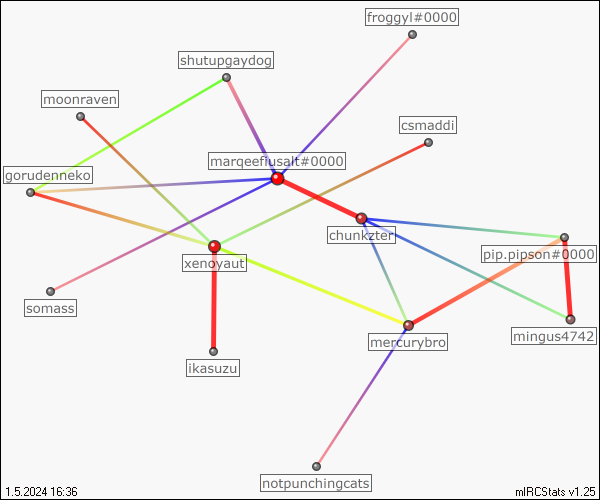 froggyl#0000
shutupgaydog
moonraven
csmaddi
marqeeflusalt#0000
gorudenneko
chunkzter
pip.pipson#0000
xenoyaut
somass
mingus4742
mercurybro
ikasuzu
notpunchingcats
1.5.2024 16:36
mIRCStats v1.25